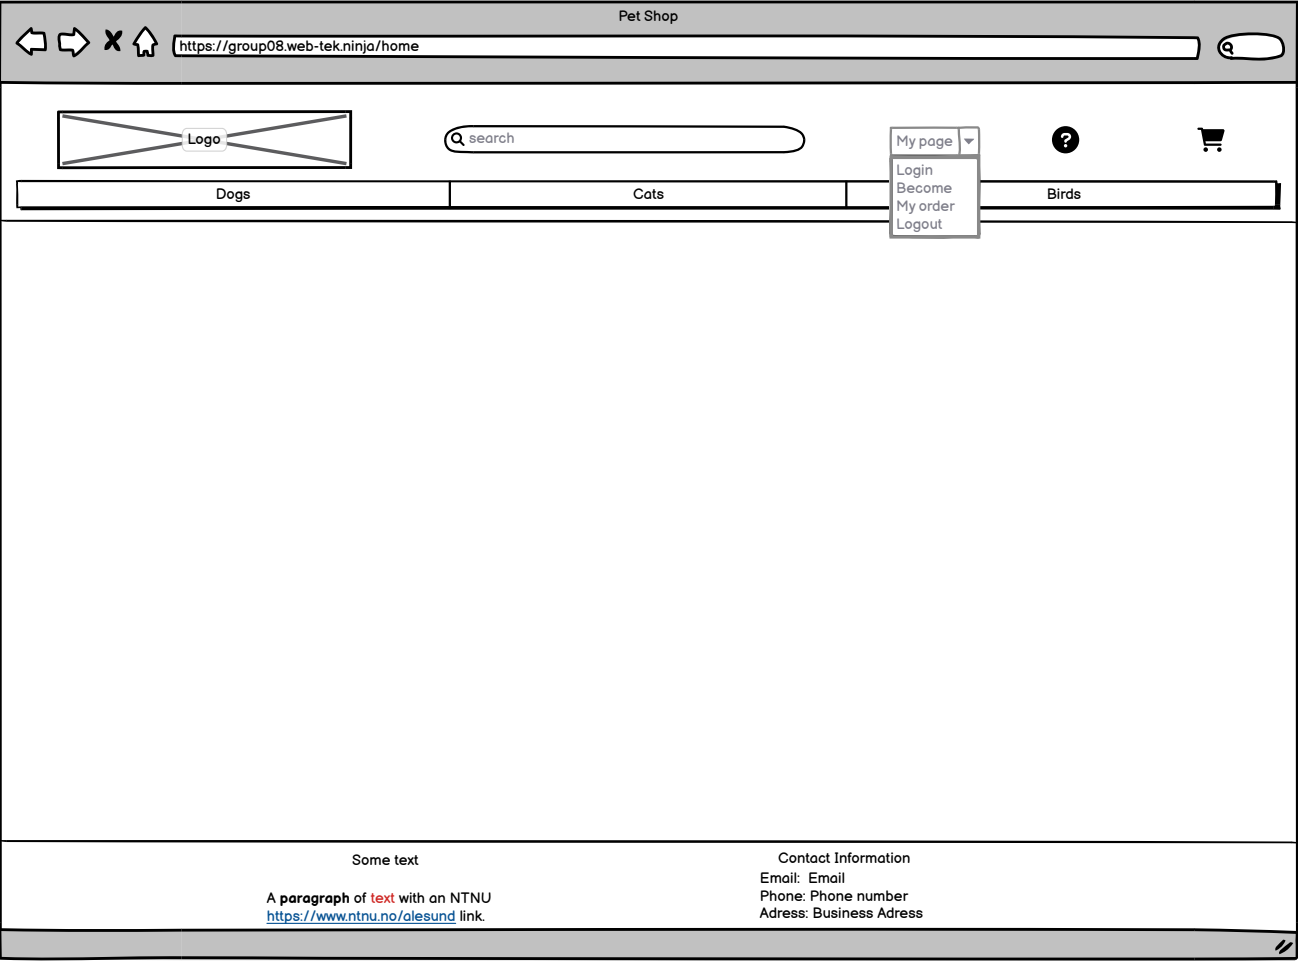 Pet Shop
https://group08.web-tek.ninja/home
Logo
search
My page
Login
Become
My order
Logout
Dogs
Cats
Birds
Some text
A paragraph of text with an NTNU
https://www.ntnu.no/alesund link.
Contact Information
Email:  Email
Phone: Phone number
Adress: Business Adress